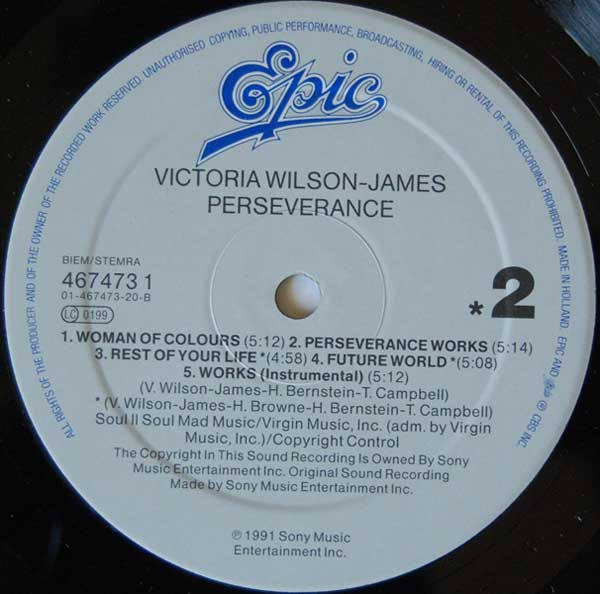 ALL RIGHTS OF THE PRODUCER AND OF THE OWNER OF THE RECORDED WORK RESERVED. UNAUTHORISED COPYING, PUBLIC PERFORMANCE, BROADCASTING, HIRING OR RENTAL OF THIS RECORDING PROHIBITED. MADE IN HOLLAND. EPIC AND ℗ CBS INC.
Epic
VICTORIA WILSON-JAMES
PERSEVERANCE
BIEM/STEMRA
467473 1
01-467473-20-B
LC 0199
*2
1. WOMAN OF COLOURS (5:12) 2. PERSEVERANCE WORKS (5:14)
3. REST OF YOUR LIFE *(4:58) 4. FUTURE WORLD *(5:08)
5. WORKS (Instrumental) (5:12)
(V. Wilson-James-H. Bernstein-T. Campbell)
*(V. Wilson-James-H. Browne-H. Bernstein-T. Campbell)
Soul II Soul Mad Music/Virgin Music, Inc. (adm. by Virgin
Music, Inc.)/Copyright Control
The Copyright In This Sound Recording Is Owned By Sony
Music Entertainment Inc. Original Sound Recording
Made by Sony Music Entertainment Inc.
℗ 1991 Sony Music
Entertainment Inc.